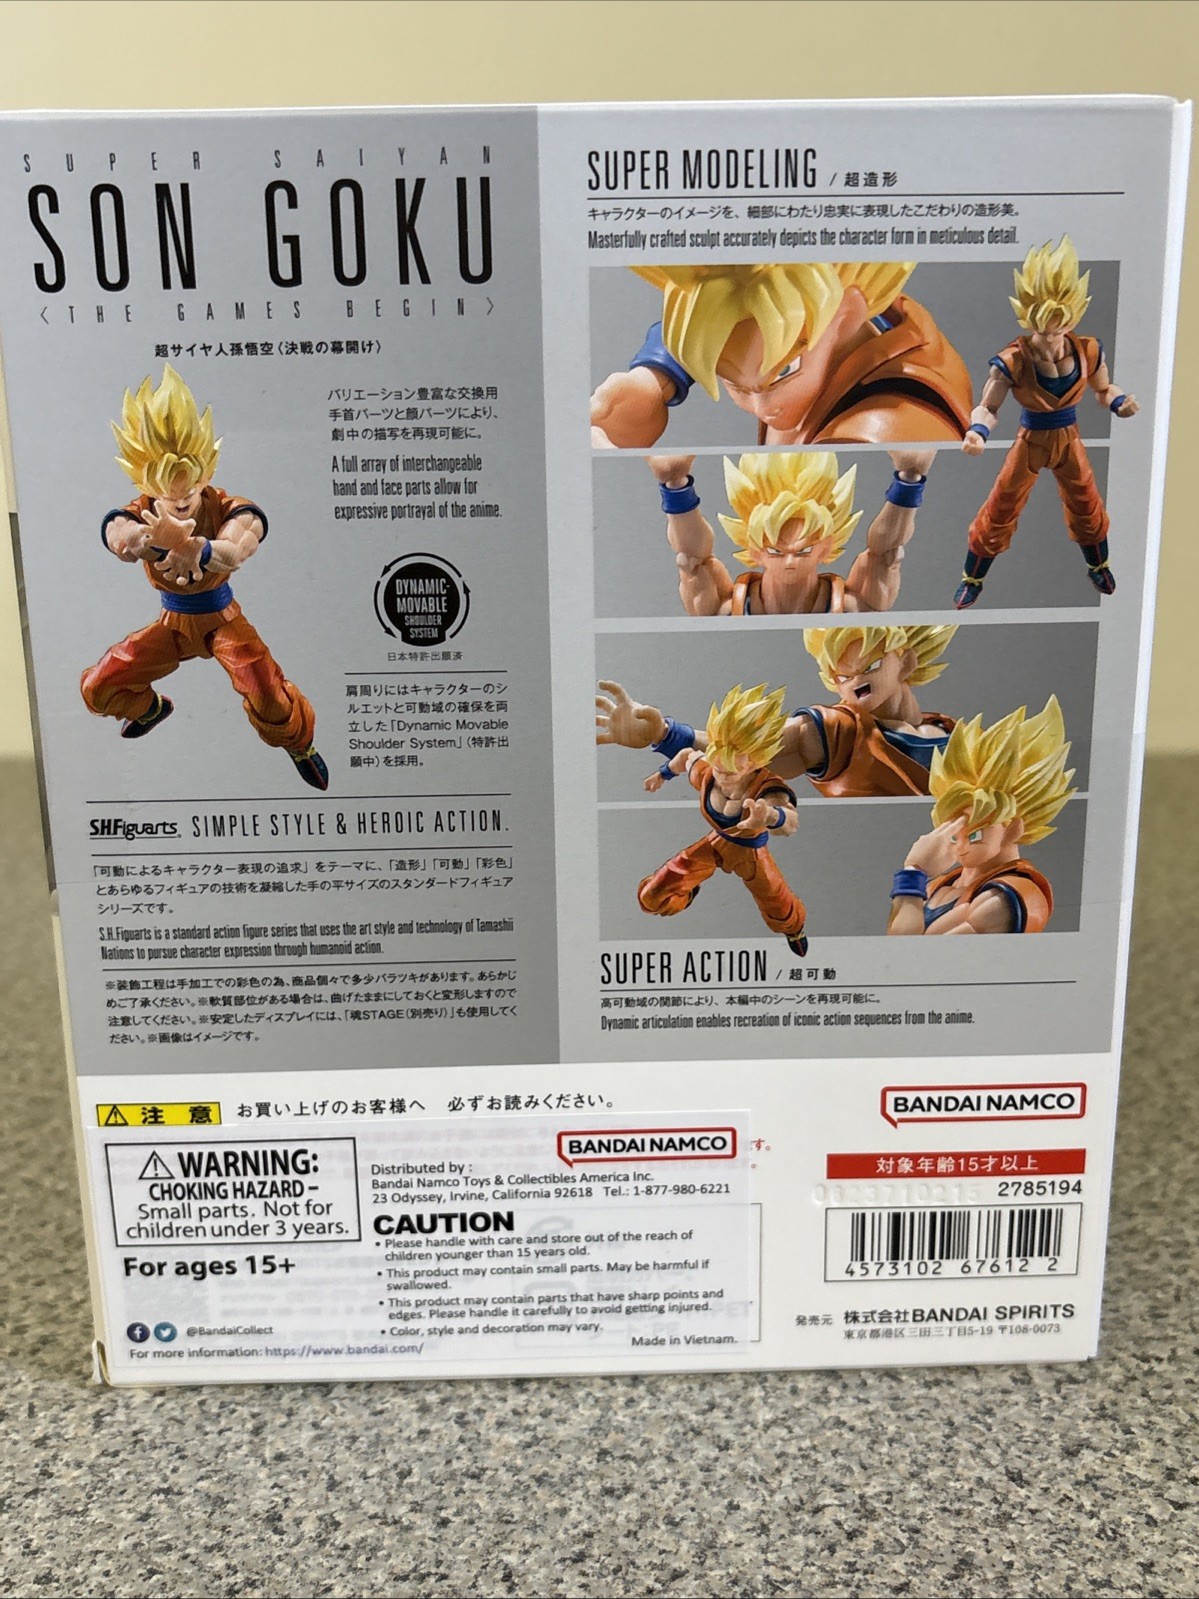 SUPER SAIYAN
SON GOKU
〈THE GAMES BEGIN〉
超サイヤ人孫悟空〈決戦の幕開け〉
バリエーション豊富な交換用
手首パーツと顔パーツにより、
劇中の描写を再現可能に。
A full array of interchangeable
hand and face parts allow for
expressive portrayal of the anime.
DYNAMIC-
MOVABLE
SHOULDER
SYSTEM
日本特許出願済
肩周りにはキャラクターのシ
ルエットと可動域の確保を両
立した「Dynamic Movable
Shoulder System」（特許出
願中）を採用。
S.H.Figuarts SIMPLE STYLE & HEROIC ACTION.
「可動によるキャラクター表現の追求」をテーマに、「造形」「可動」「彩色」
とあらゆるフィギュアの技術を凝縮した手の平サイズのスタンダードフィギュア
シリーズです。
S.H.Figuarts is a standard action figure series that uses the art style and technology of Tamashii
Nations to pursue character expression through humanoid action.
※装飾工程は手加工での彩色の為、商品個々で多少バラツキがあります。あらかじ
めご了承ください。※軟質部位がある場合は、曲げたままにしておくと変形しますので
注意してください。※安定したディスプレイには、「魂STAGE（別売り）」も使用してく
ださい。※画像はイメージです。
SUPER MODELING / 超造形
キャラクターのイメージを、細部にわたり忠実に表現したこだわりの造形美。
Masterfully crafted sculpt accurately depicts the character form in meticulous detail.
SUPER ACTION / 超可動
高可動域の関節により、本編中のシーンを再現可能に。
Dynamic articulation enables recreation of iconic action sequences from the anime.
注意 お買い上げのお客様へ 必ずお読みください。
WARNING:
CHOKING HAZARD –
Small parts. Not for
children under 3 years.
For ages 15+
@BandaiCollect
For more information: https://www.bandai.com/
BANDAI NAMCO
Distributed by :
Bandai Namco Toys & Collectibles America Inc.
23 Odyssey, Irvine, California 92618 Tel.: 1-877-980-6221
CAUTION
• Please handle with care and store out of the reach of
children younger than 15 years old.
• This product may contain small parts. May be harmful if
swallowed.
• This product may contain parts that have sharp points and
edges. Please handle it carefully to avoid getting injured.
• Color, style and decoration may vary.
Made in Vietnam.
す。
BANDAI NAMCO
対象年齢15才以上
2785194
4573102 67612 2
発売元 株式会社BANDAI SPIRITS
東京都港区三田三丁目5-19 〒108-0073